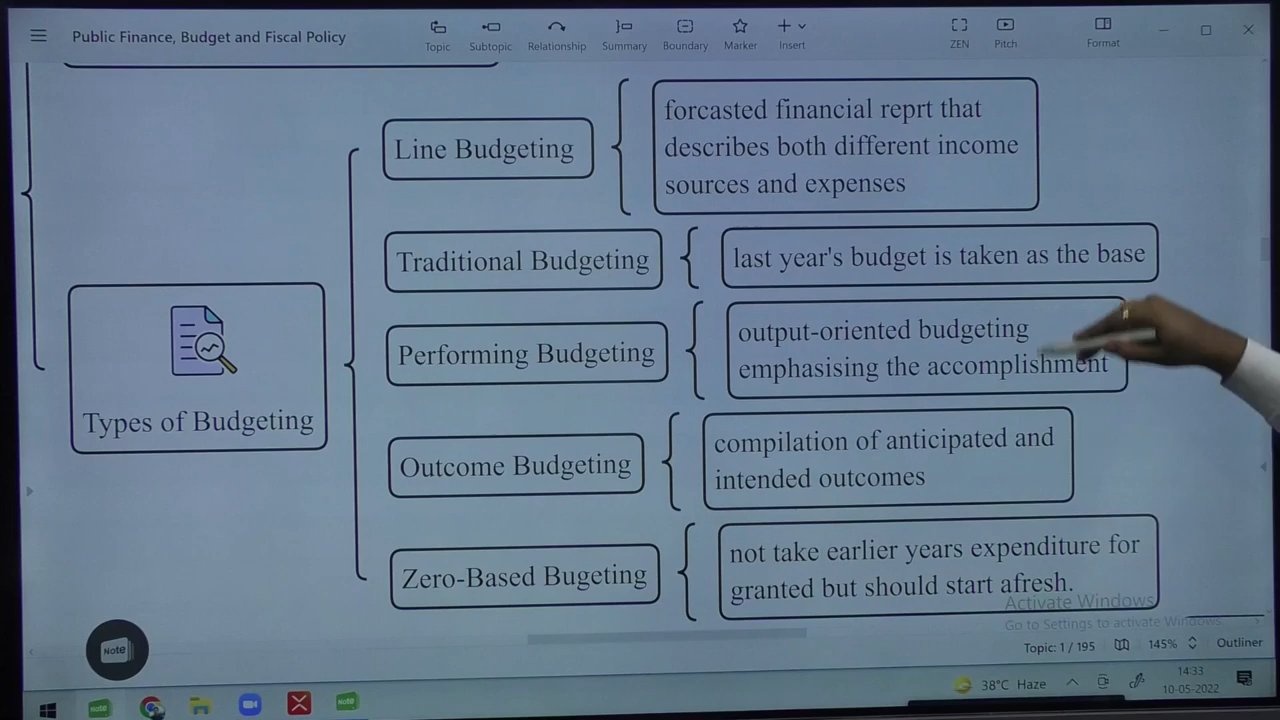 Public Finance, Budget and Fiscal Policy
Topic
Subtopic
Relationship
Summary
Boundary
Marker
Insert
ZEN
Pitch
Format
Types of Budgeting
Line Budgeting
forcasted financial reprt that
describes both different income
sources and expenses
Traditional Budgeting
last year's budget is taken as the base
Performing Budgeting
output-oriented budgeting
emphasising the accomplishment
Outcome Budgeting
compilation of anticipated and
intended outcomes
Zero-Based Bugeting
not take earlier years expenditure for
granted but should start afresh.
Activate Windows
Go to Settings to activate Windows.
Note
Topic: 1 / 195
145%
Outliner
Note
Note
38°C Haze
14:33
10-05-2022